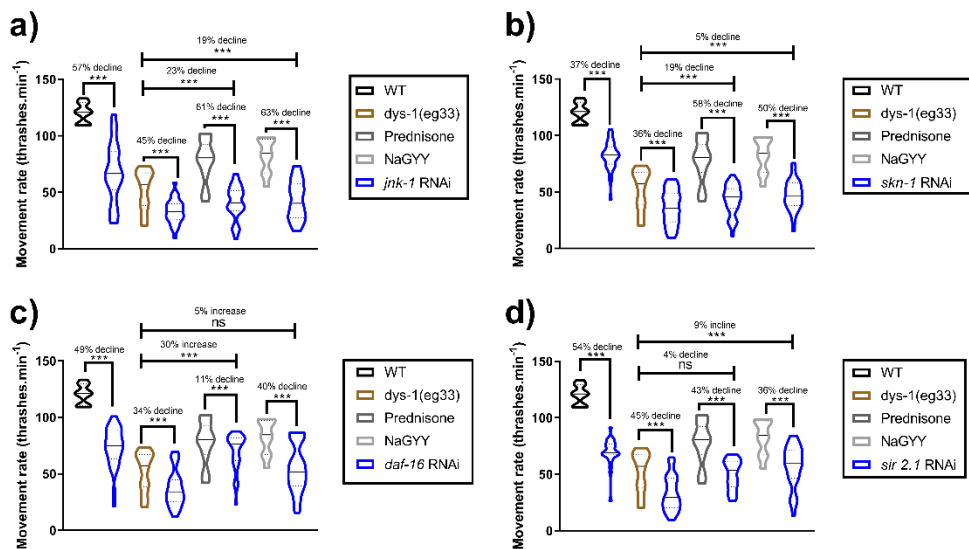 a)
19% decline
***
57% decline
***
23% decline
***
45% decline
***
61% decline
***
63% decline
***
Movement rate (thrashes.min-1)
150
100
50
0
WT
dys-1(eg33)
Prednisone
NaGYY
jnk-1 RNAi
b)
5% decline
***
37% decline
***
19% decline
***
36% decline
***
58% decline
***
50% decline
***
Movement rate (thrashes.min-1)
150
100
50
0
WT
dys-1(eg33)
Prednisone
NaGYY
skn-1 RNAi
c)
5% increase
ns
49% decline
***
30% increase
***
34% decline
***
11% decline
***
40% decline
***
Movement rate (thrashes.min-1)
150
100
50
0
WT
dys-1(eg33)
Prednisone
NaGYY
daf-16 RNAi
d)
9% incline
***
54% decline
***
4% decline
ns
45% decline
***
43% decline
***
36% decline
***
Movement rate (thrashes.min-1)
150
100
50
0
WT
dys-1(eg33)
Prednisone
NaGYY
sir 2.1 RNAi